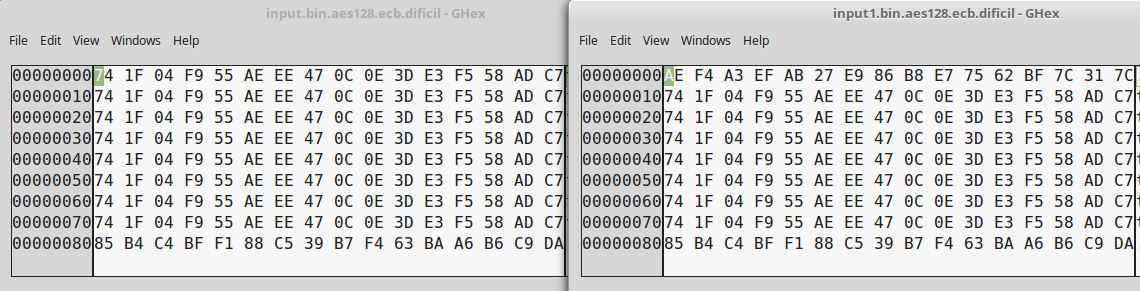 input.bin.aes128.ecb.dificil - GHex
File Edit View Windows Help
00000000 74 1F 04 F9 55 AE EE 47 0C 0E 3D E3 F5 58 AD C7
00000010 74 1F 04 F9 55 AE EE 47 0C 0E 3D E3 F5 58 AD C7
00000020 74 1F 04 F9 55 AE EE 47 0C 0E 3D E3 F5 58 AD C7
00000030 74 1F 04 F9 55 AE EE 47 0C 0E 3D E3 F5 58 AD C7
00000040 74 1F 04 F9 55 AE EE 47 0C 0E 3D E3 F5 58 AD C7
00000050 74 1F 04 F9 55 AE EE 47 0C 0E 3D E3 F5 58 AD C7
00000060 74 1F 04 F9 55 AE EE 47 0C 0E 3D E3 F5 58 AD C7
00000070 74 1F 04 F9 55 AE EE 47 0C 0E 3D E3 F5 58 AD C7
00000080 85 B4 C4 BF F1 88 C5 39 B7 F4 63 BA A6 B6 C9 DA
input1.bin.aes128.ecb.dificil - GHex
File Edit View Windows Help
00000000 AE F4 A3 EF AB 27 E9 86 B8 E7 75 62 BF 7C 31 7C
00000010 74 1F 04 F9 55 AE EE 47 0C 0E 3D E3 F5 58 AD C7
00000020 74 1F 04 F9 55 AE EE 47 0C 0E 3D E3 F5 58 AD C7
00000030 74 1F 04 F9 55 AE EE 47 0C 0E 3D E3 F5 58 AD C7
00000040 74 1F 04 F9 55 AE EE 47 0C 0E 3D E3 F5 58 AD C7
00000050 74 1F 04 F9 55 AE EE 47 0C 0E 3D E3 F5 58 AD C7
00000060 74 1F 04 F9 55 AE EE 47 0C 0E 3D E3 F5 58 AD C7
00000070 74 1F 04 F9 55 AE EE 47 0C 0E 3D E3 F5 58 AD C7
00000080 85 B4 C4 BF F1 88 C5 39 B7 F4 63 BA A6 B6 C9 DA